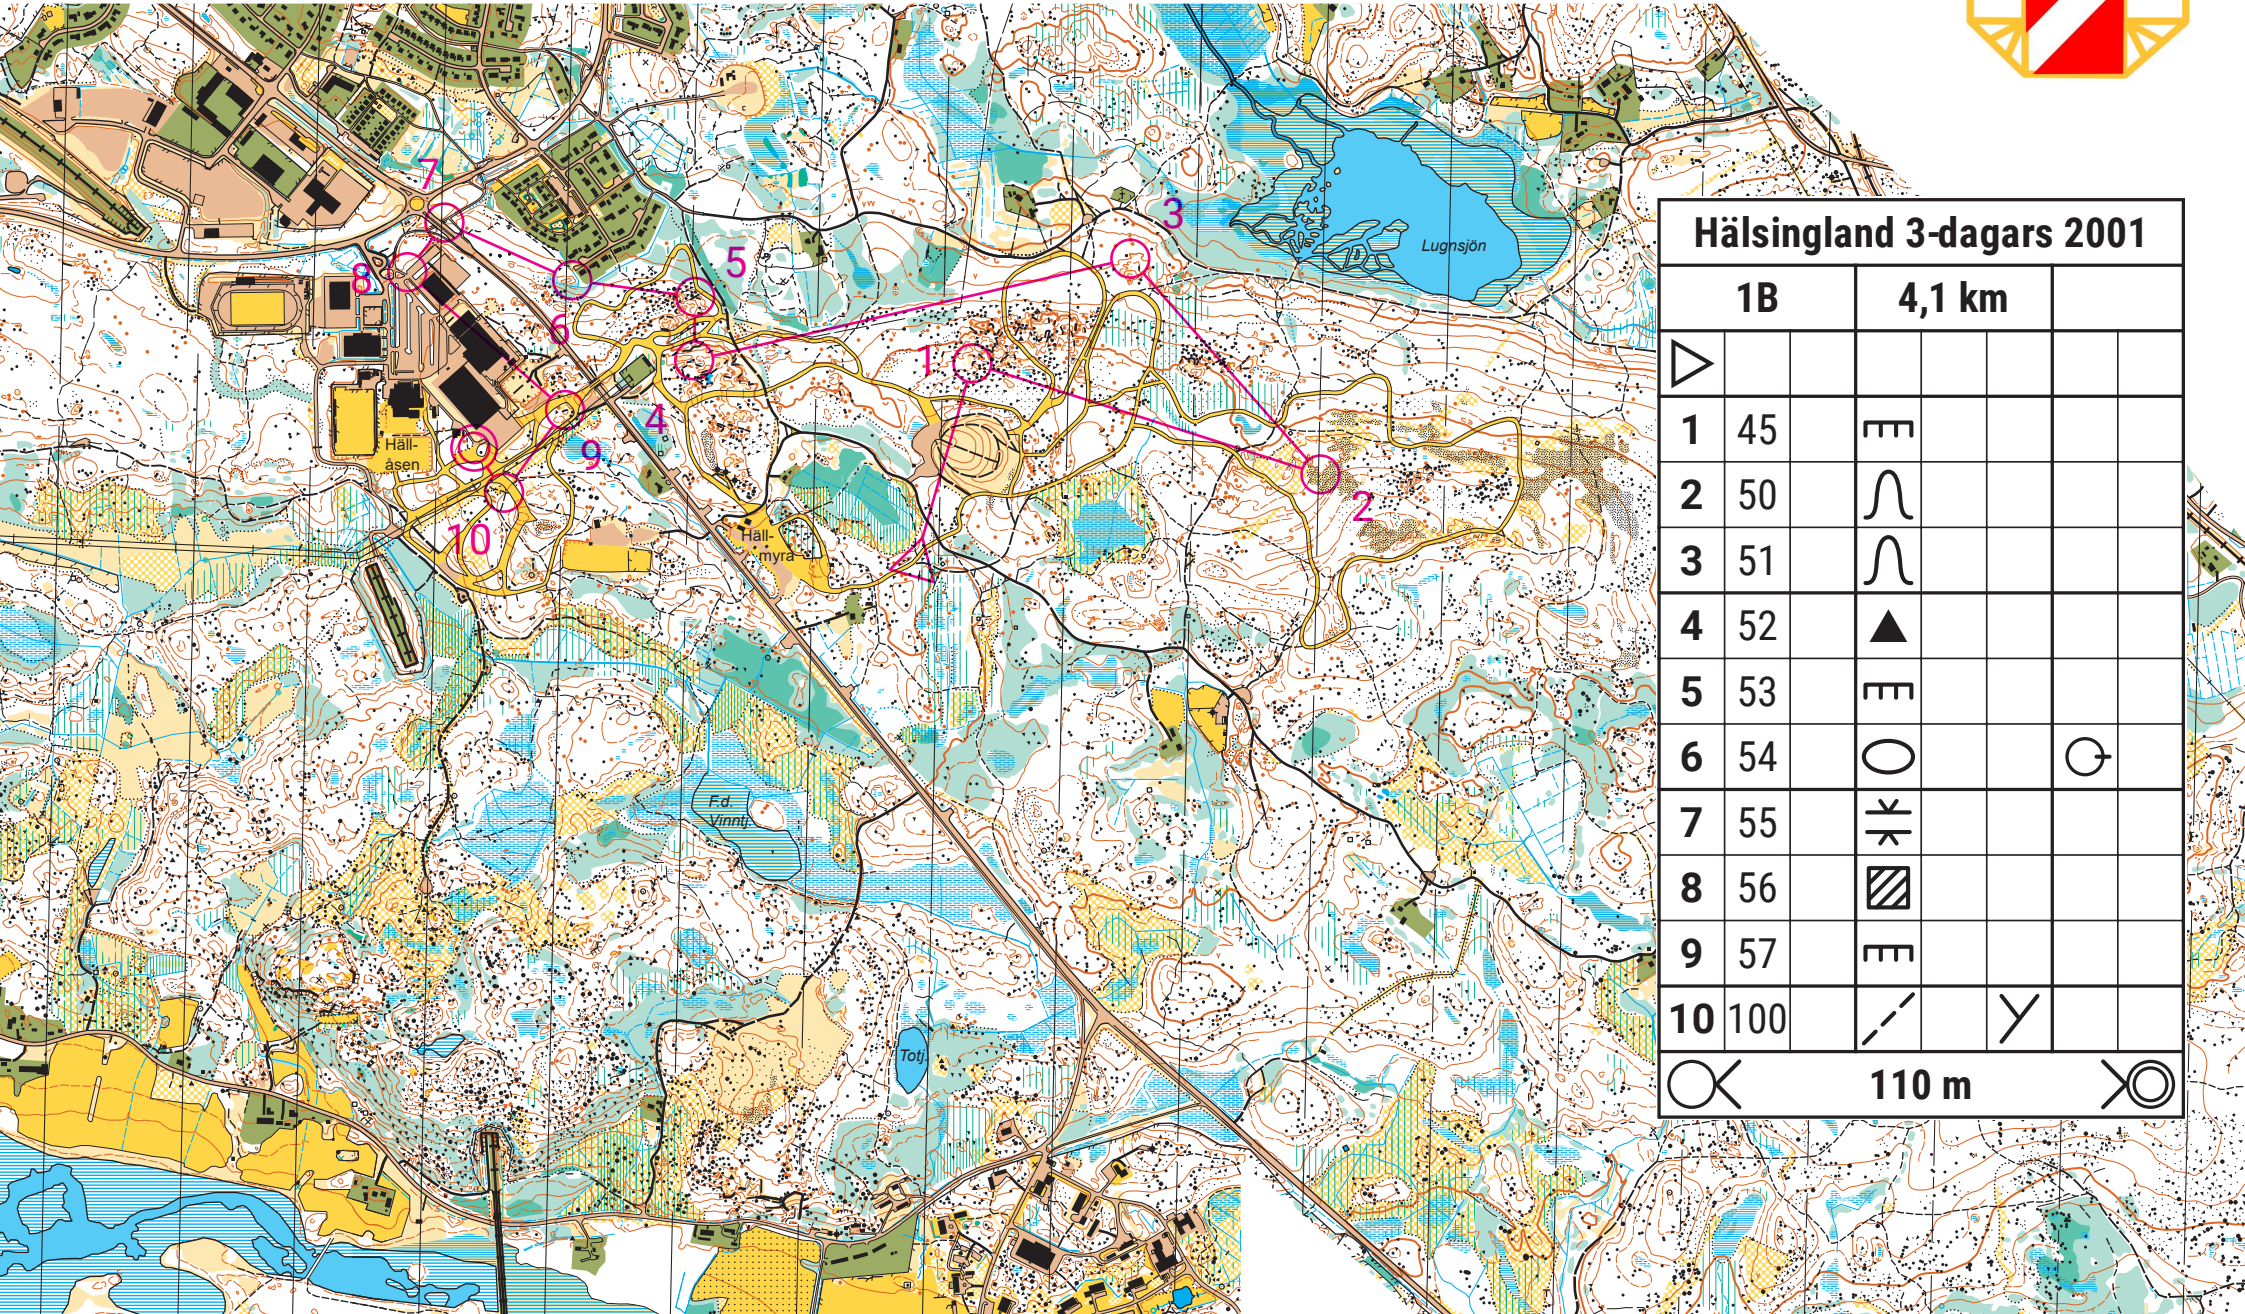 7
3
5
Lugnsjön
8
6
1
4
Häll-
åsen
9
2
10
Häll-
myra
F.d.
Vinntj.
Totj.
Hälsingland 3-dagars 2001
1B 4,1 km
1 45
2 50
3 51
4 52
5 53
6 54
7 55
8 56
9 57
10 100
110 m